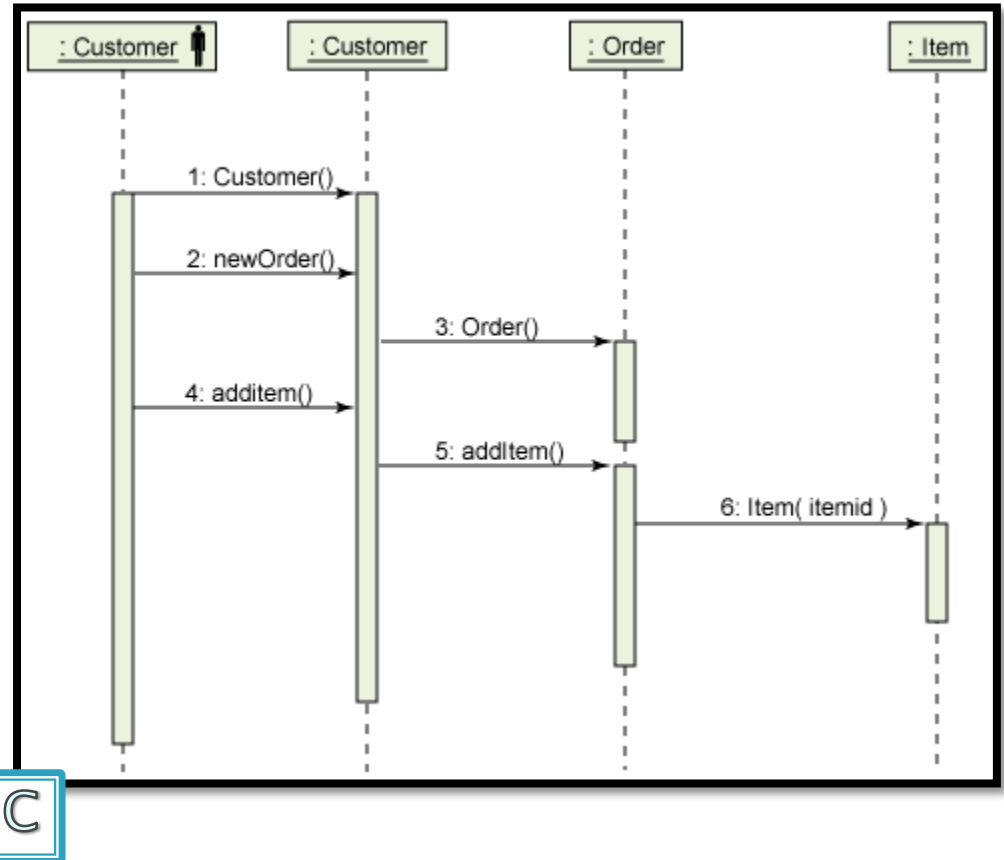 : Customer
: Customer
: Order
: Item
1: Customer()
2: newOrder()
3: Order()
4: additem()
5: addItem()
6: Item( itemid )
C